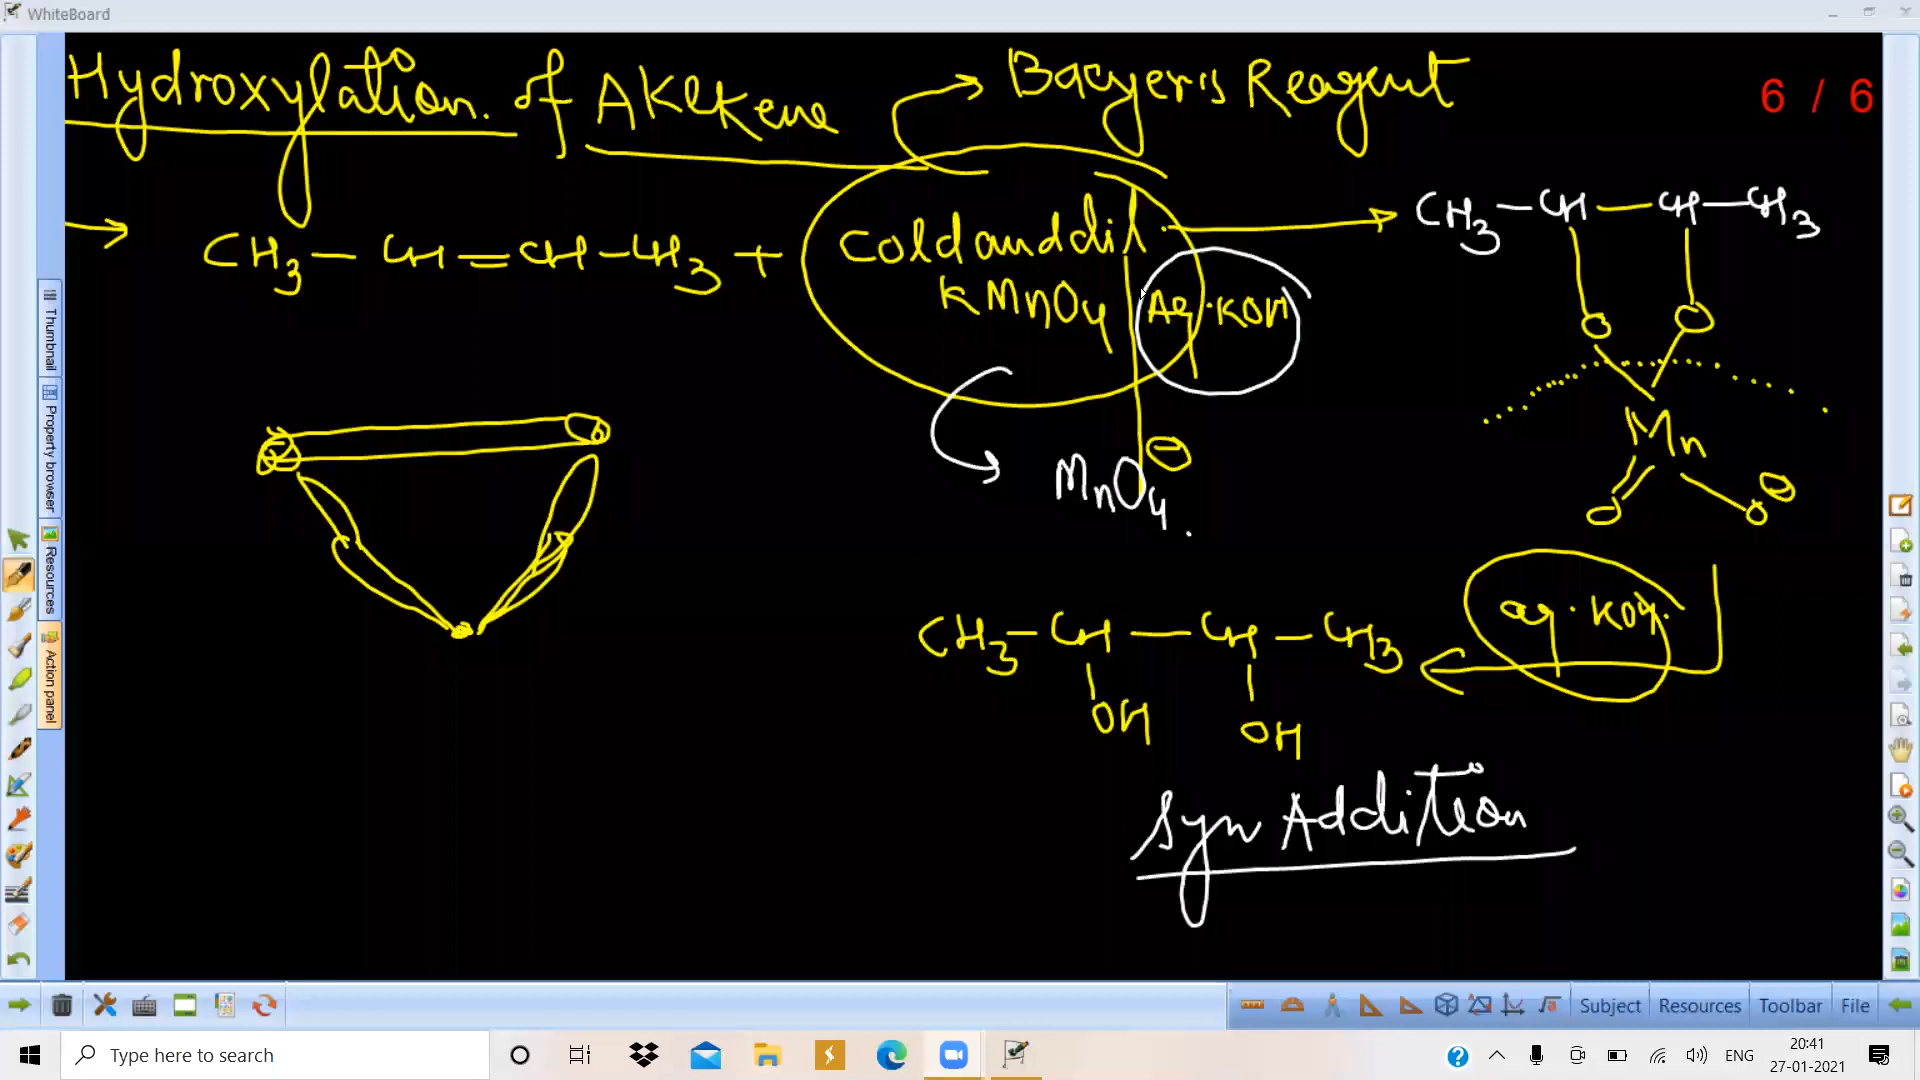 WhiteBoard
Hydroxylation. of AKlKene
Baeyer's Reagent
6 / 6
CH3 — CH = CH — CH3 +
Cold and dil.
KMnO4
Aq. KOH
CH3 — CH — CH — CH3
O O
Mn
O O ⊖
MnO4 ⊖ .
CH3 — CH — CH — CH3
OH OH
aq. KOH.
Syn Addition
Thumbnail
Property browser
Resources
Action panel
Subject Resources Toolbar File
Type here to search
ENG
20:41
27-01-2021